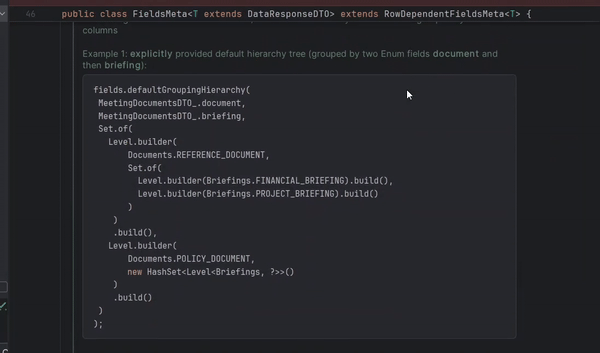 46 public class FieldsMeta<T extends DataResponseDTO> extends RowDependentFieldsMeta<T> {
columns
Example 1: explicitly provided default hierarchy tree (grouped by two Enum fields document and
then briefing):
fields.defaultGroupingHierarchy(
MeetingDocumentsDTO_.document,
MeetingDocumentsDTO_.briefing,
Set.of(
Level.builder(
Documents.REFERENCE_DOCUMENT,
Set.of(
Level.builder(Briefings.FINANCIAL_BRIEFING).build(),
Level.builder(Briefings.PROJECT_BRIEFING).build()
)
)
.build(),
Level.builder(
Documents.POLICY_DOCUMENT,
new HashSet<Level<Briefings, ?>>()
)
.build()
)
);